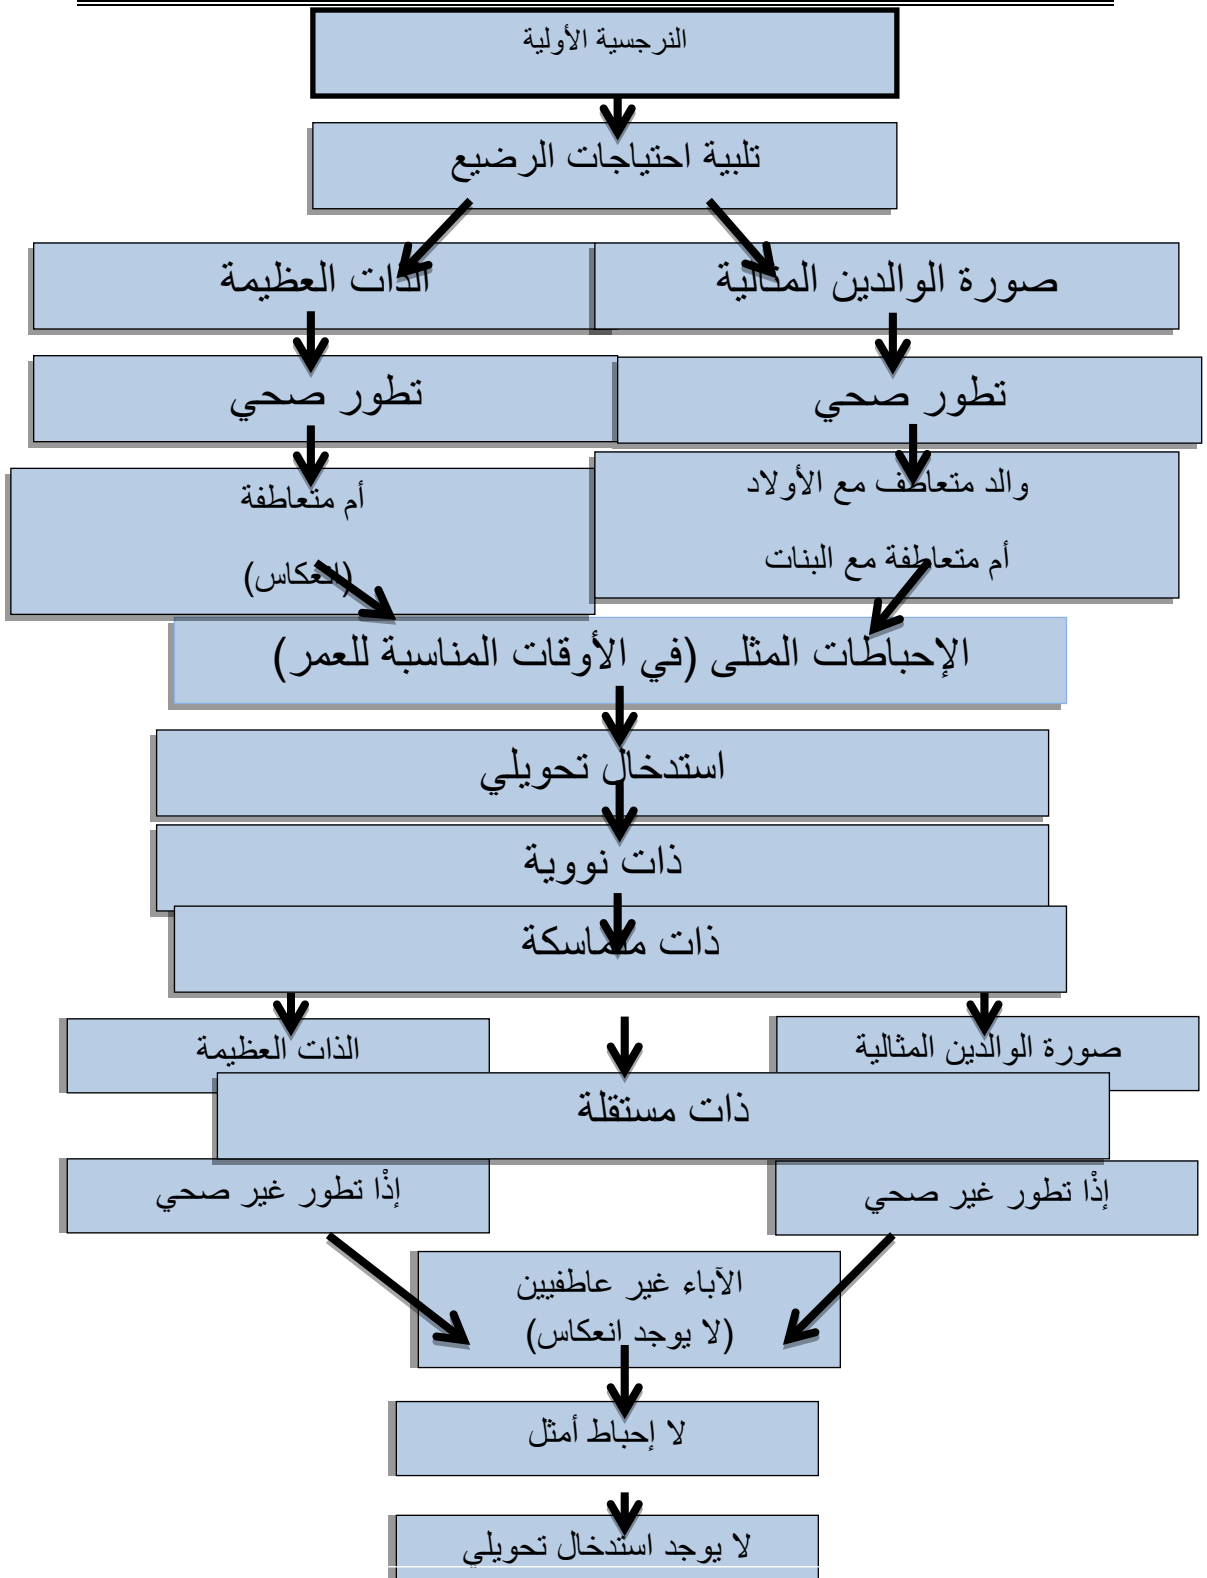 النرجسية الأولية
تلبية احتياجات الرضيع
صورة الوالدين المثالية
الذات العظيمة
تطور صحي
تطور صحي
والد متعاطف مع الأولاد
أم متعاطفة مع البنات
أم متعاطفة
(انعكاس)
الإحباطات المثلى (في الأوقات المناسبة للعمر)
استدخال تحويلي
ذات نووية
ذات متماسكة
صورة الوالدين المثالية
الذات العظيمة
ذات مستقلة
إذْا تطور غير صحي
إذْا تطور غير صحي
الآباء غير عاطفيين
(لا يوجد انعكاس)
لا إحباط أمثل
لا يوجد استدخال تحويلي